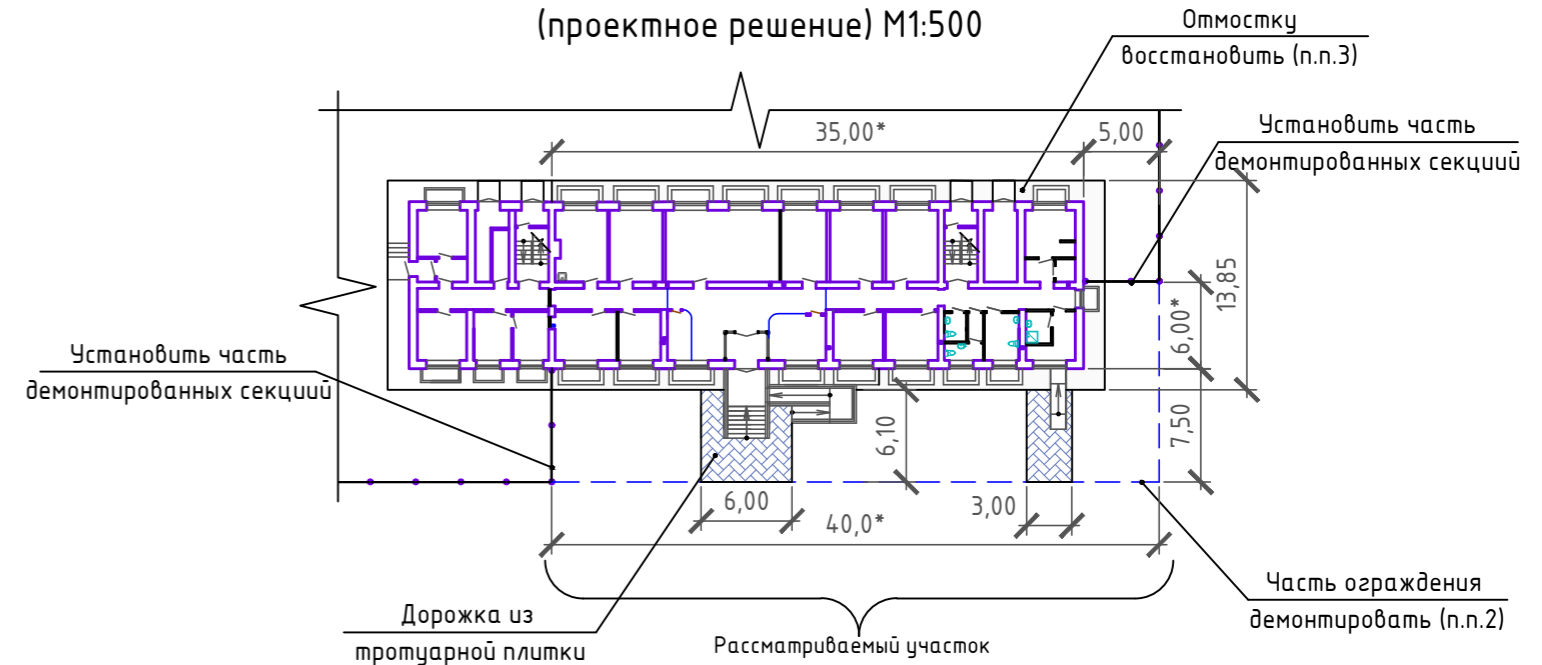 (проектное решение) М1:500
Отмостку
восстановить (п.п.3)
35,00*
5,00
Установить часть
демонтированных секциий
13,85
6,00*
Установить часть
демонтированных секциий
6,10
7,50
6,00
3,00
40,0*
Часть ограждения
демонтировать (п.п.2)
Дорожка из
тротуарной плитки
Рассматриваемый участок